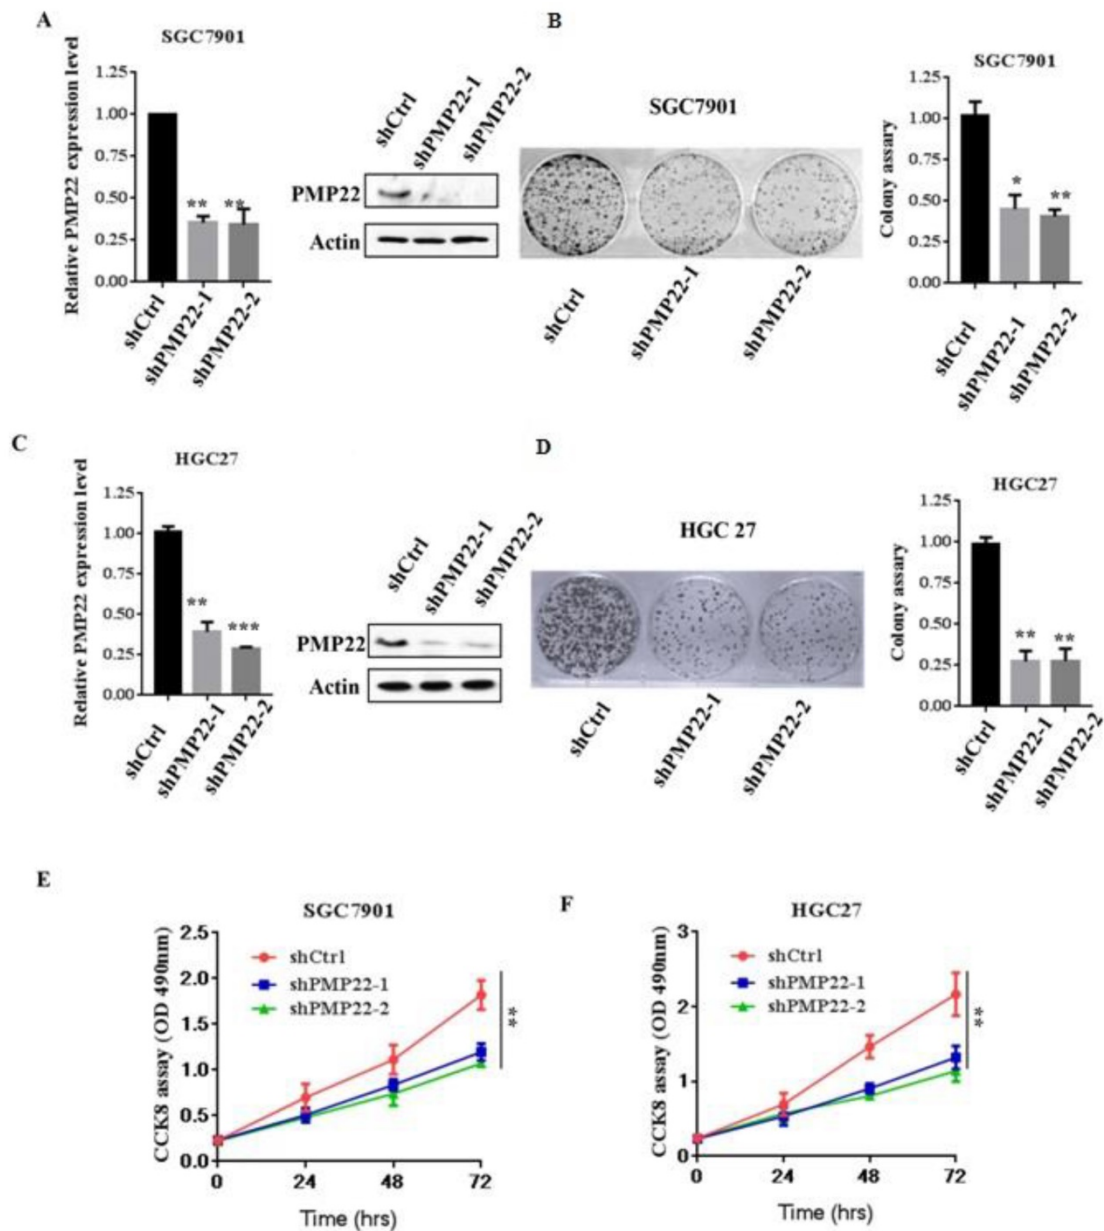 A
SGC7901
Relative PMP22 expression level
1.25
1.00
0.75
0.50
0.25
0.00
** **
shCtrl
shPMP22-1
shPMP22-2
shCtrl
shPMP22-1
shPMP22-2
PMP22
Actin
B
SGC7901
shCtrl
shPMP22-1
shPMP22-2
SGC7901
Colony assary
1.25
1.00
0.75
0.50
0.25
0.00
* **
shCtrl
shPMP22-1
shPMP22-2
C
HGC27
Relative PMP22 expression level
1.25
1.00
0.50
0.25
0.00
** ***
shCtrl
shPMP22-1
shPMP22-2
shCtrl
shPMP22-1
shPMP22-2
PMP22
Actin
D
HGC 27
shCtrl
shPMP22-1
shPMP22-2
HGC27
Colony assary
1.25
1.00
0.75
0.50
0.25
0.00
** **
shCtrl
shPMP22-1
shPMP22-2
E
SGC7901
CCK8 assay (OD 490nm)
2.5
2.0
1.5
1.0
0.5
0.0
shCtrl
shPMP22-1
shPMP22-2
**
0 24 48 72
Time (hrs)
F
HGC27
CCK8 assay (OD 490nm)
3
2
1
0
shCtrl
shPMP22-1
shPMP22-2
**
0 24 48 72
Time (hrs)